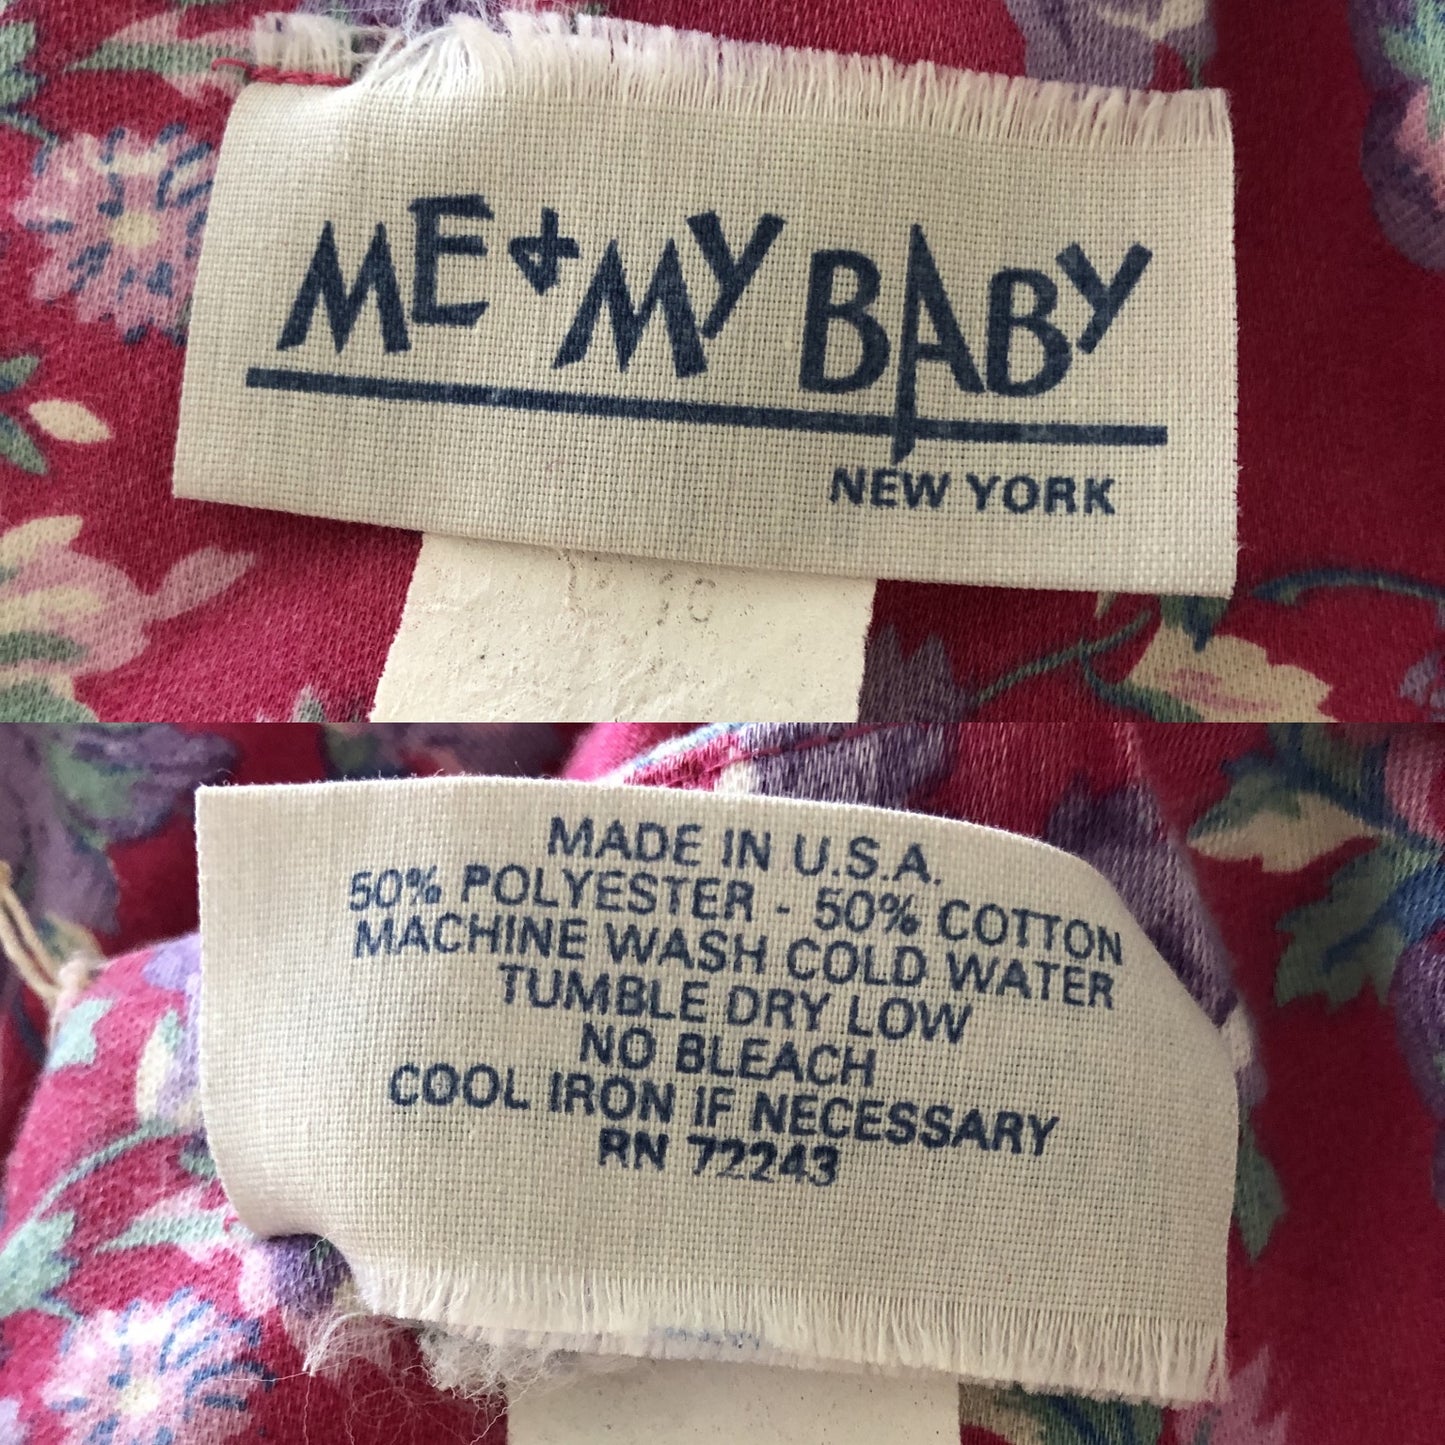 ME + MY BABY
NEW YORK
MADE IN U.S.A.
50% POLYESTER - 50% COTTON
MACHINE WASH COLD WATER
TUMBLE DRY LOW
NO BLEACH
COOL IRON IF NECESSARY
RN 72243